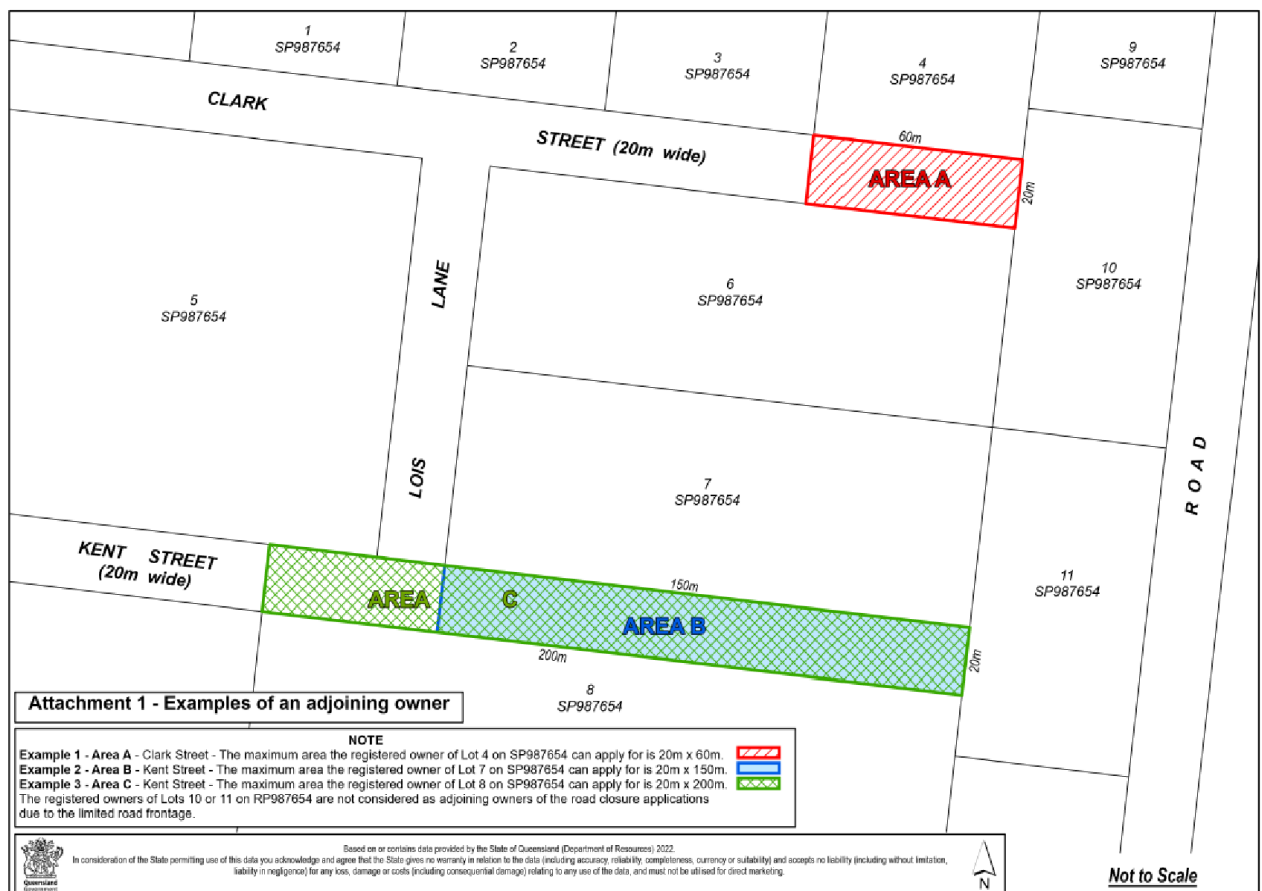 1
SP987654
2
SP987654
3
SP987654
4
SP987654
9
SP987654
CLARK
STREET (20m wide)
60m
AREA A
20m
10
SP987654
5
SP987654
LANE
6
SP987654
ROAD
LOIS
7
SP987654
KENT STREET
(20m wide)
150m
11
SP987654
AREA C
AREA B
20m
200m
8
SP987654
Attachment 1 - Examples of an adjoining owner
NOTE
Example 1 - Area A - Clark Street - The maximum area the registered owner of Lot 4 on SP987654 can apply for is 20m x 60m.
Example 2 - Area B - Kent Street - The maximum area the registered owner of Lot 7 on SP987654 can apply for is 20m x 150m.
Example 3 - Area C - Kent Street - The maximum area the registered owner of Lot 8 on SP987654 can apply for is 20m x 200m.
The registered owners of Lots 10 or 11 on RP987654 are not considered as adjoining owners of the road closure applications
due to the limited road frontage.
Queensland
Government
Based on or contains data provided by the State of Queensland (Department of Resources) 2022.
In consideration of the State permitting use of this data you acknowledge and agree that the State gives no warranty in relation to the data (including accuracy, reliability, completeness, currency or suitability) and accepts no liability (including without limitation,
liability in negligence) for any loss, damage or costs (including consequential damage) relating to any use of the data, and must not be utilised for direct marketing.
N
Not to Scale